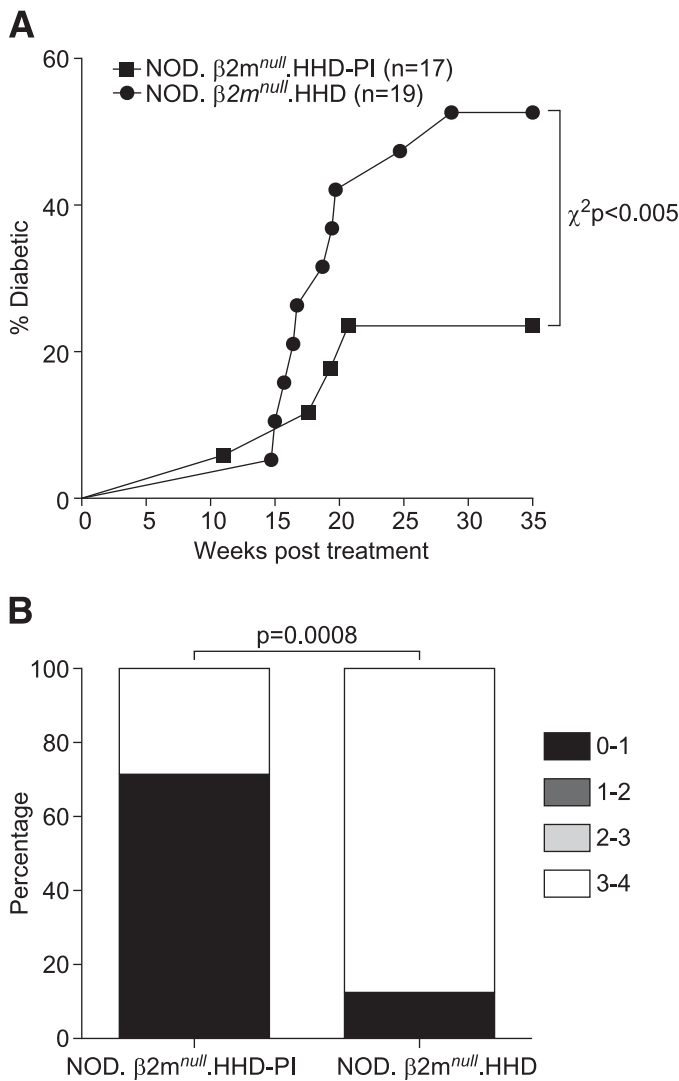 A
60
40
20
0
% Diabetic
NOD. β2m^null.HHD-PI (n=17)
NOD. β2m^null.HHD (n=19)
χ²p<0.005
0 5 10 15 20 25 30 35
Weeks post treatment
B
p=0.0008
100
80
60
40
20
0
Percentage
0-1
1-2
2-3
3-4
NOD. β2m^null.HHD-PI NOD. β2m^null.HHD